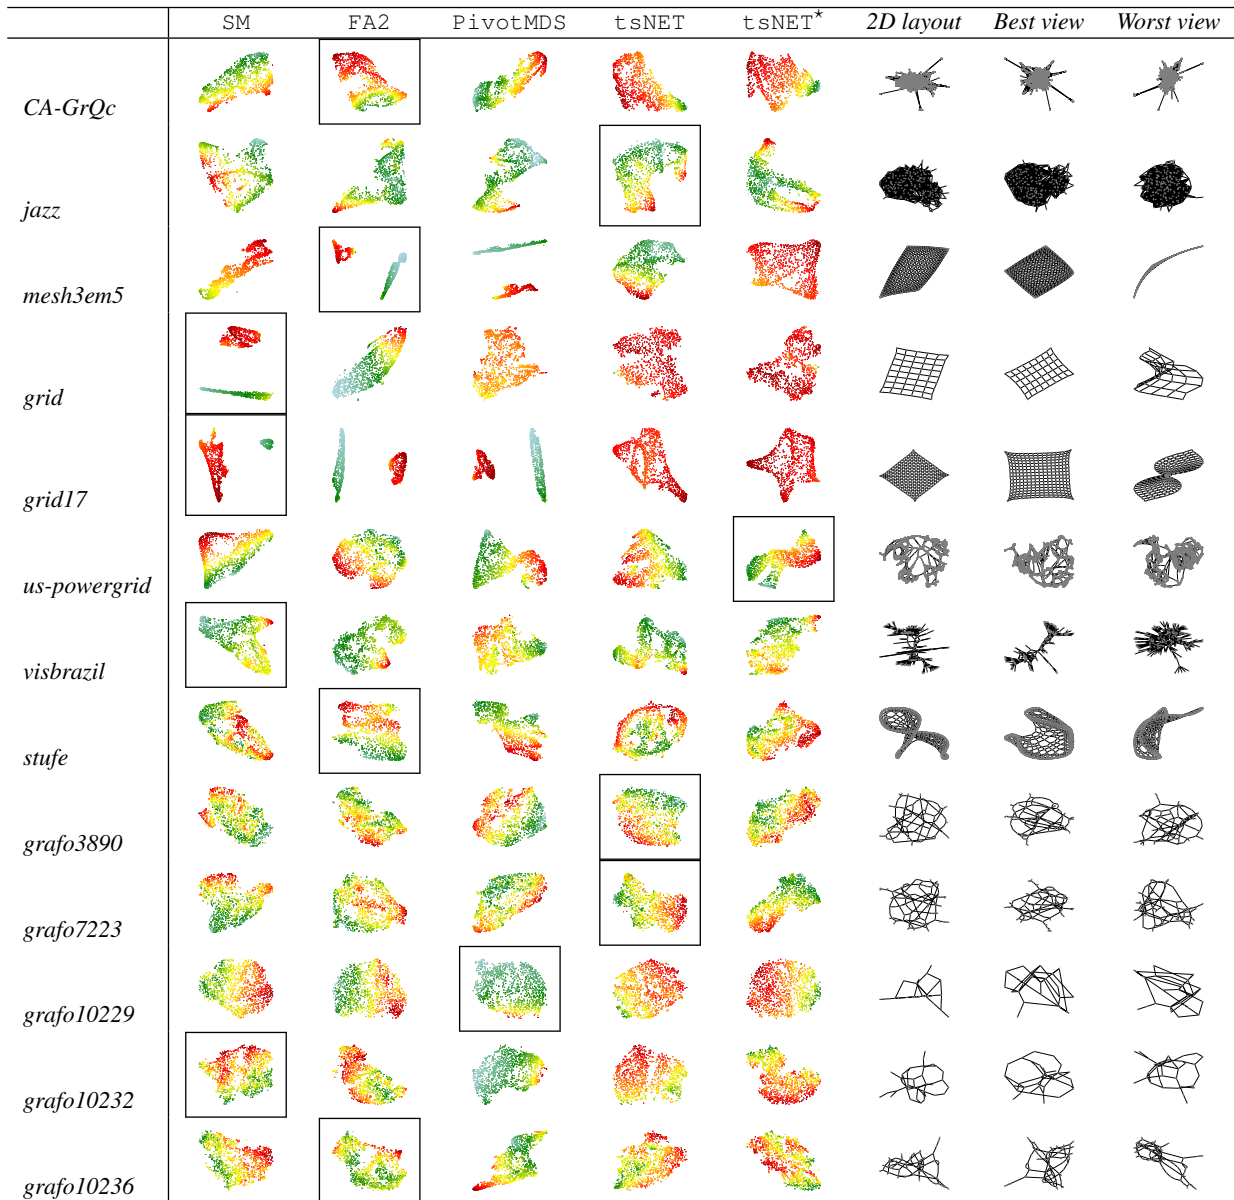 SM FA2 PivotMDS tsNET tsNET* 2D layout Best view Worst view
CA-GrQc
jazz
mesh3em5
grid
grid17
us-powergrid
visbrazil
stufe
grafo3890
grafo7223
grafo10229
grafo10232
grafo10236